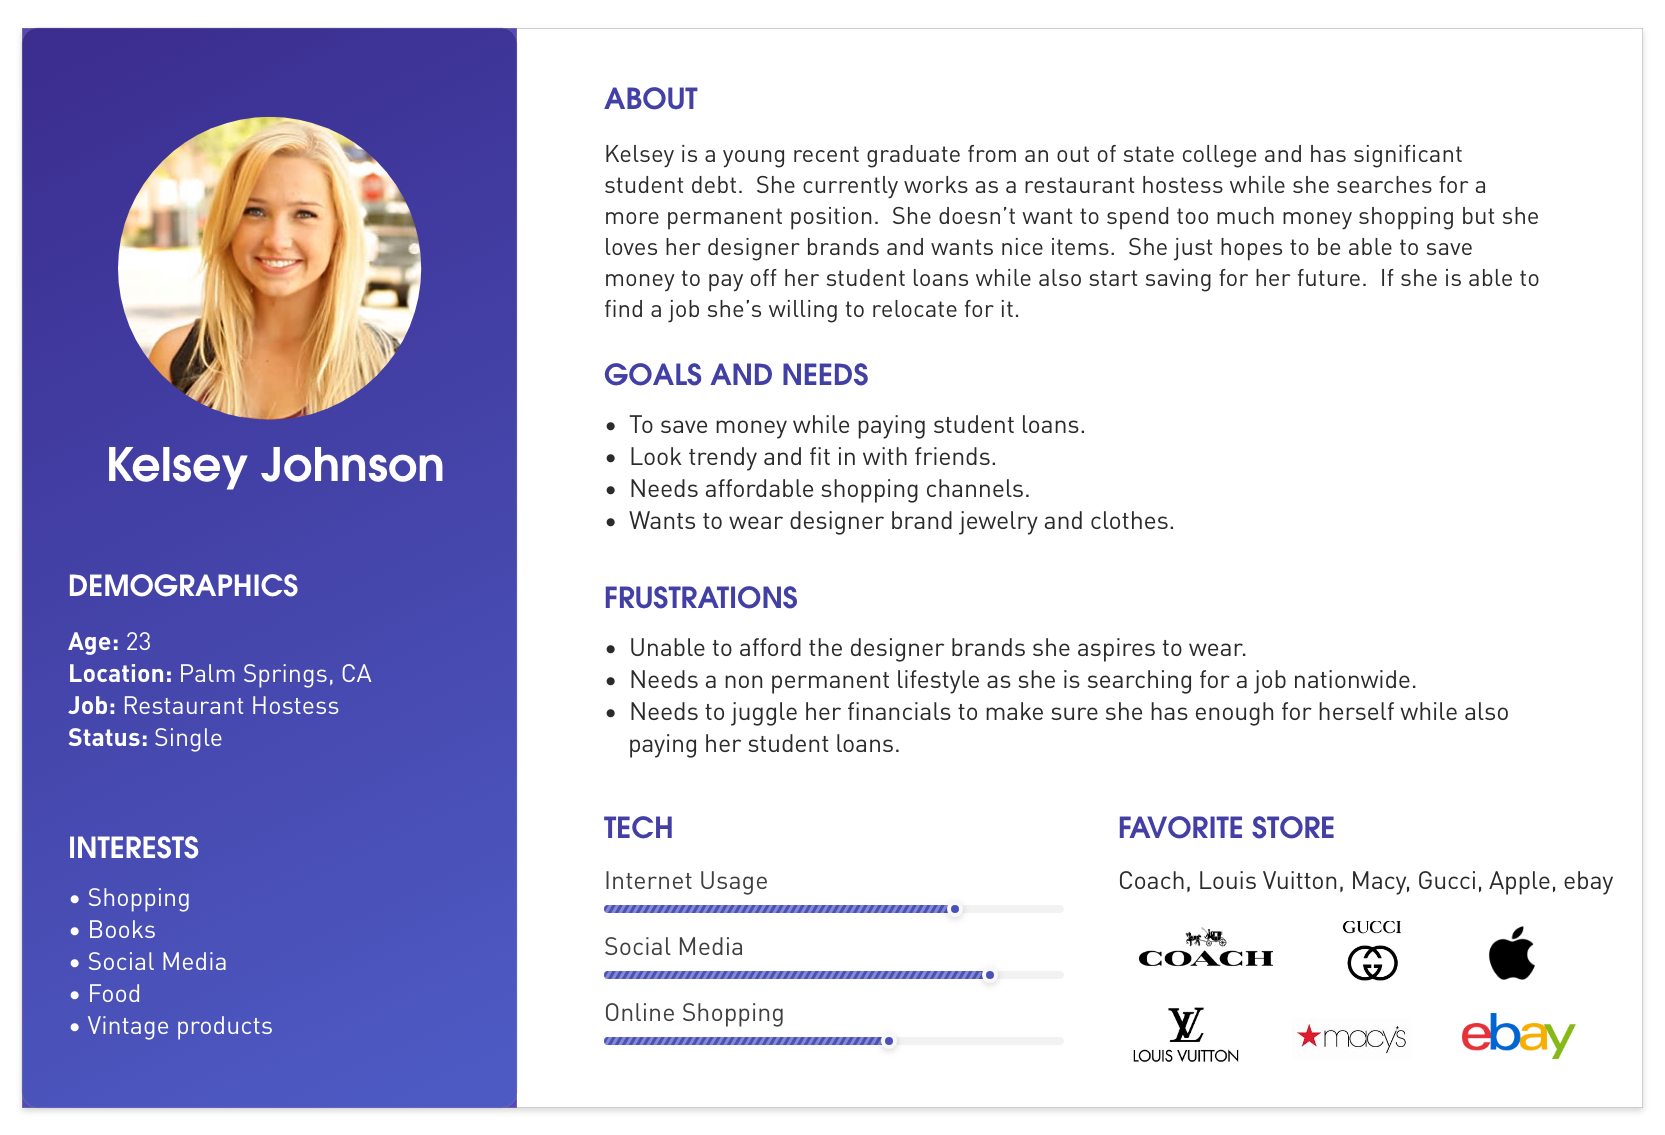 Kelsey Johnson
DEMOGRAPHICS
Age: 23
Location: Palm Springs, CA
Job: Restaurant Hostess
Status: Single
INTERESTS
• Shopping
• Books
• Social Media
• Food
• Vintage products
ABOUT
Kelsey is a young recent graduate from an out of state college and has significant
student debt.  She currently works as a restaurant hostess while she searches for a
more permanent position.  She doesn’t want to spend too much money shopping but she
loves her designer brands and wants nice items.  She just hopes to be able to save
money to pay off her student loans while also start saving for her future.  If she is able to
find a job she’s willing to relocate for it.
GOALS AND NEEDS
• To save money while paying student loans.
• Look trendy and fit in with friends.
• Needs affordable shopping channels.
• Wants to wear designer brand jewelry and clothes.
FRUSTRATIONS
• Unable to afford the designer brands she aspires to wear.
• Needs a non permanent lifestyle as she is searching for a job nationwide.
• Needs to juggle her financials to make sure she has enough for herself while also
paying her student loans.
TECH
Internet Usage
Social Media
Online Shopping
FAVORITE STORE
Coach, Louis Vuitton, Macy, Gucci, Apple, ebay
COACH
GUCCI
LV
LOUIS VUITTON
macy's
ebay